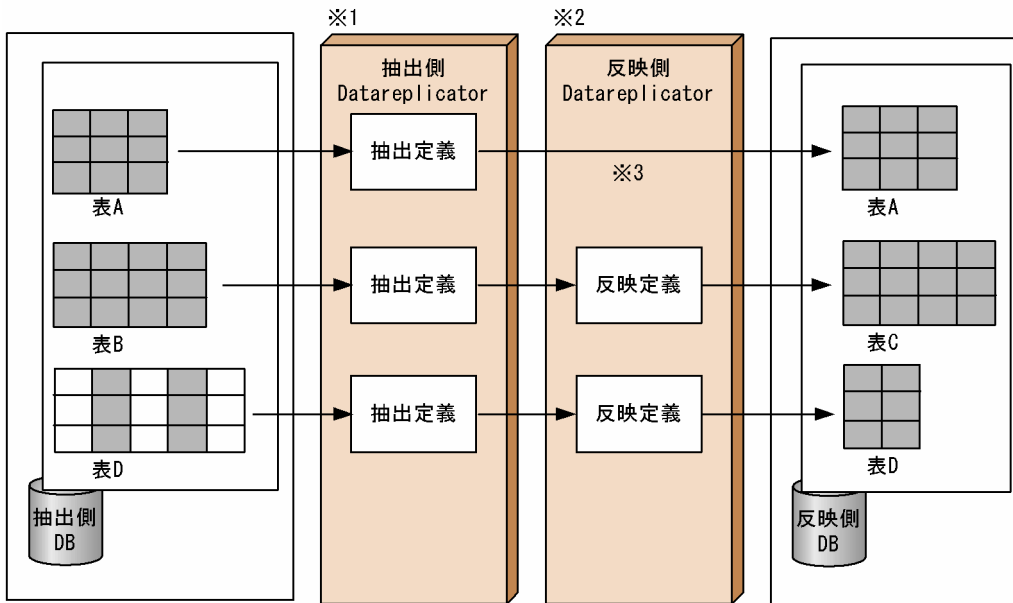 ※1
※2
抽出側
Datareplicator
反映側
Datareplicator
抽出定義
※3
表A
表A
抽出定義
反映定義
表B
表C
抽出定義
反映定義
表D
表D
抽出側
DB
反映側
DB